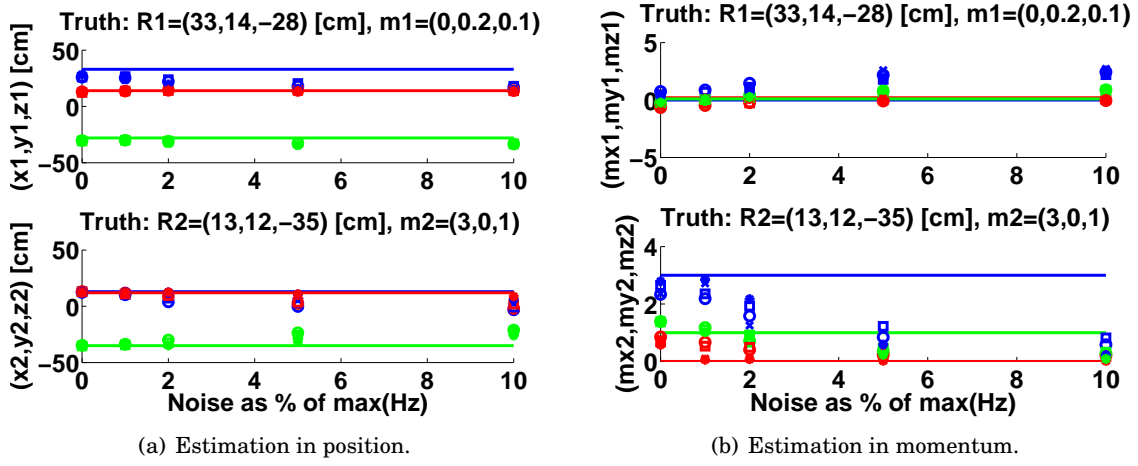 Truth: R1=(33,14,−28) [cm], m1=(0,0.2,0.1)
(x1,y1,z1) [cm]
50
0
−50
0 2 4 6 8 10
Truth: R2=(13,12,−35) [cm], m2=(3,0,1)
(x2,y2,z2) [cm]
50
0
−50
0 2 4 6 8 10
Noise as % of max(Hz)
(a) Estimation in position.
Truth: R1=(33,14,−28) [cm], m1=(0,0.2,0.1)
(mx1,my1,mz1)
5
0
−5
0 2 4 6 8 10
Truth: R2=(13,12,−35) [cm], m2=(3,0,1)
(mx2,my2,mz2)
4
2
0
0 2 4 6 8 10
Noise as % of max(Hz)
(b) Estimation in momentum.